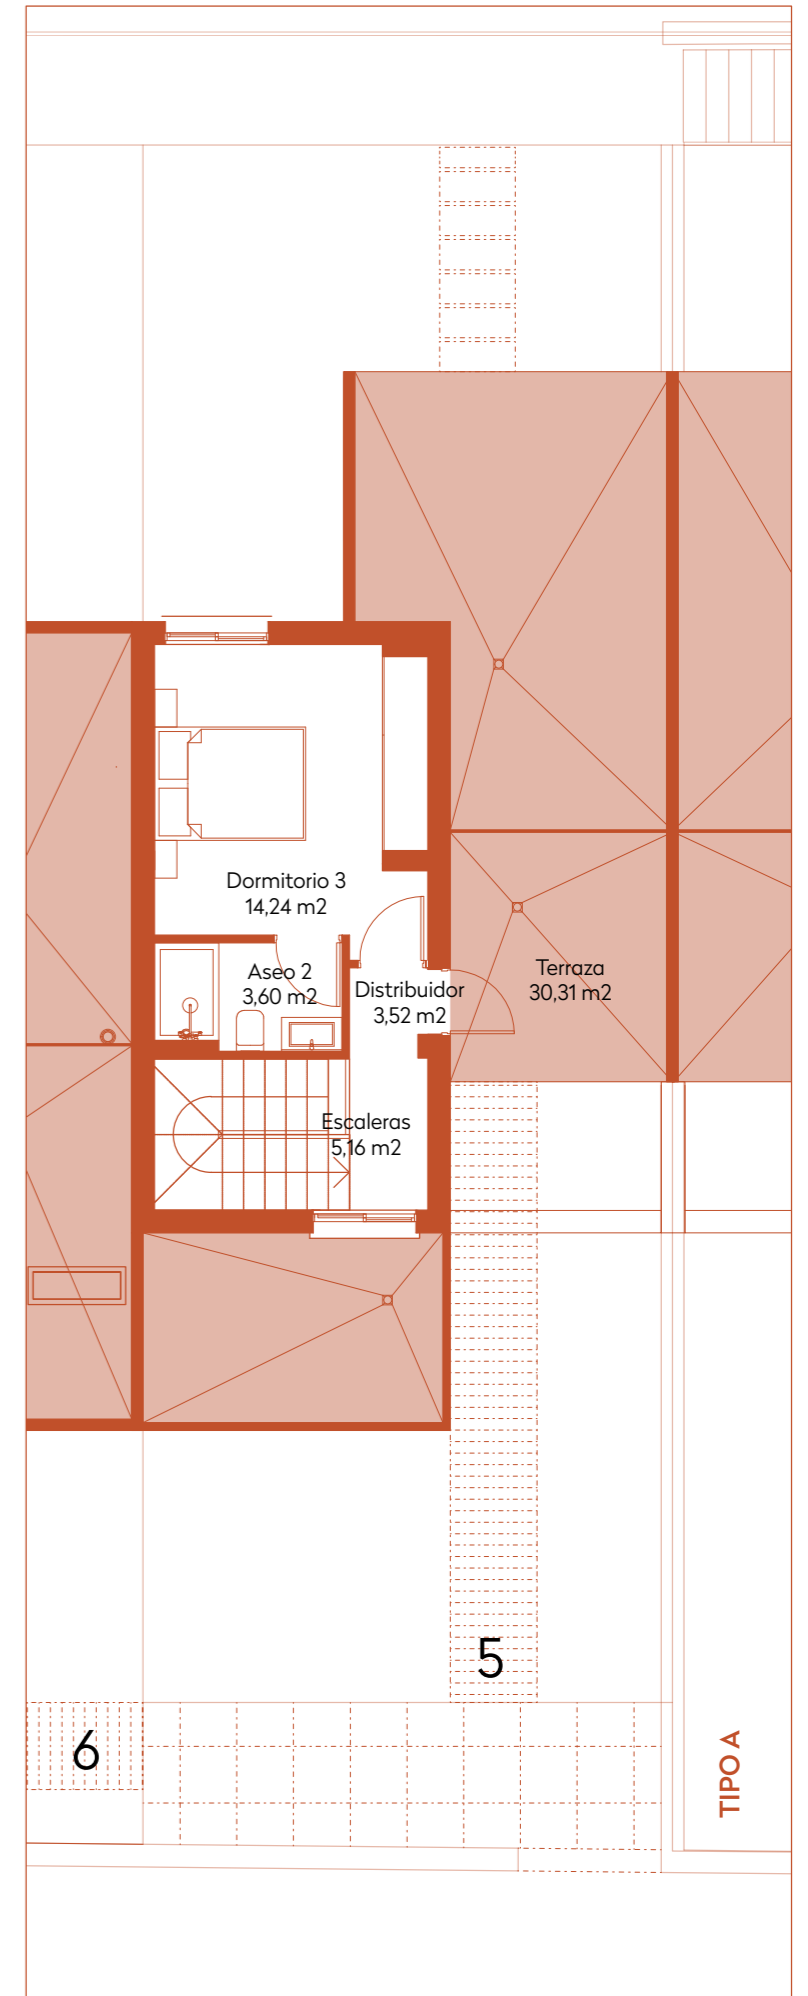 Dormitorio 3
14,24 m2
Aseo 2
3,60 m2
Distribuidor
3,52 m2
Terraza
30,31 m2
Escaleras
5,16 m2
5
6
TIPO A